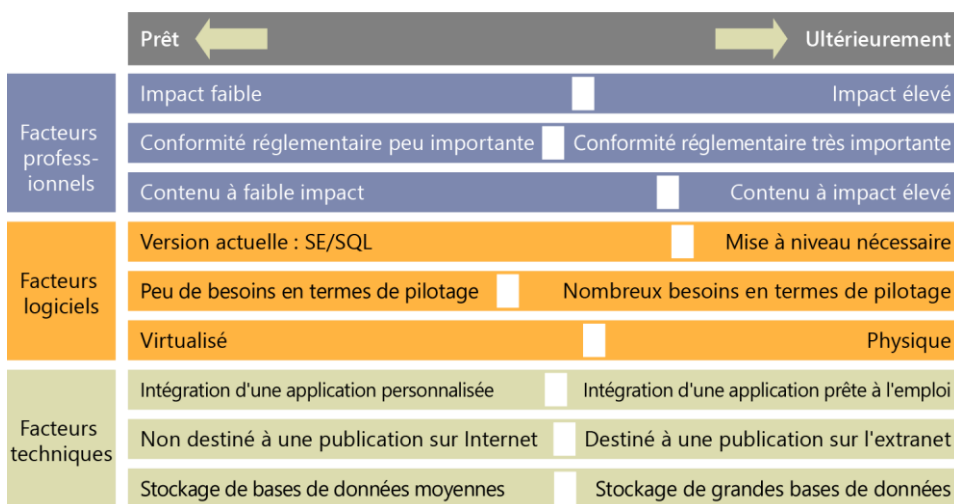 Prêt
Ultérieurement
Facteurs
profess-
ionnels
Impact faible
Impact élevé
Conformité réglementaire peu importante
Conformité réglementaire très importante
Contenu à faible impact
Contenu à impact élevé
Facteurs
logiciels
Version actuelle : SE/SQL
Mise à niveau nécessaire
Peu de besoins en termes de pilotage
Nombreux besoins en termes de pilotage
Virtualisé
Physique
Facteurs
techniques
Intégration d'une application personnalisée
Intégration d'une application prête à l'emploi
Non destiné à une publication sur Internet
Destiné à une publication sur l'extranet
Stockage de bases de données moyennes
Stockage de grandes bases de données